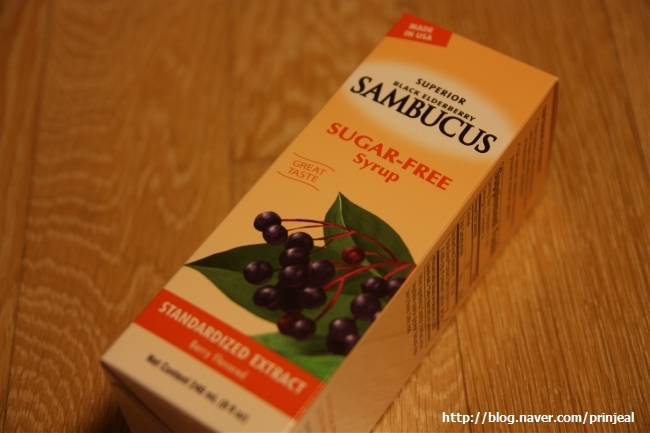 MADE
IN USA
SUPERIOR
BLACK ELDERBERRY
SAMBUCUS
SUGAR-FREE
Syrup
GREAT
TASTE
STANDARDIZED EXTRACT
Berry Flavored
Net Content 240 mL (8 fl oz)
SAMBUCUS
http://blog.naver.com/prinjeal